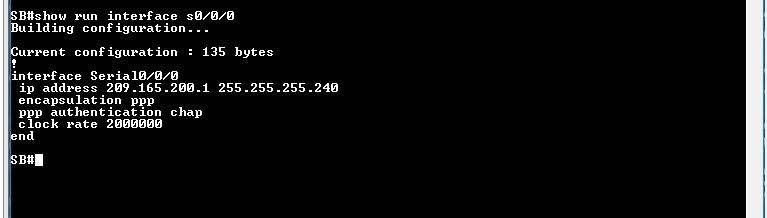 SB#show run interface s0/0/0
Building configuration...
Current configuration : 135 bytes
!
interface Serial0/0/0
ip address 209.165.200.1 255.255.255.240
encapsulation ppp
ppp authentication chap
clock rate 2000000
end
SB#